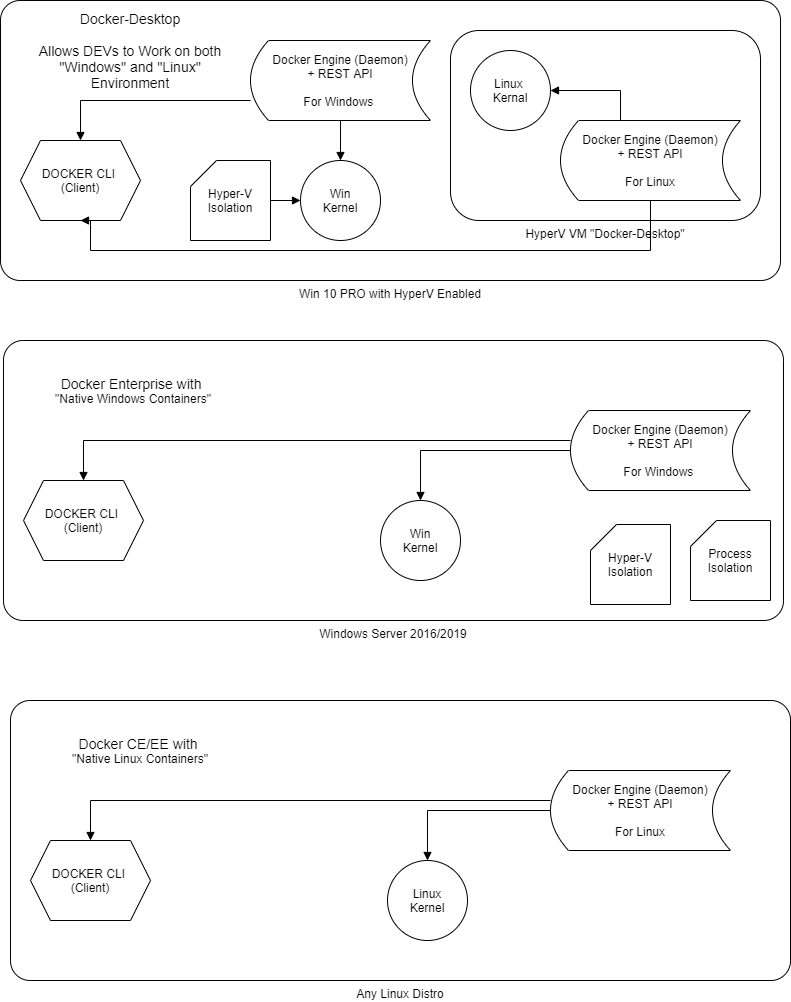 Docker-Desktop
Allows DEVs to Work on both
"Windows" and "Linux"
Environment
Docker Engine (Daemon)
+ REST API
For Windows
Linux
Kernal
Docker Engine (Daemon)
+ REST API
For Linux
DOCKER CLI
(Client)
Hyper-V
Isolation
Win
Kernel
HyperV VM "Docker-Desktop"
Win 10 PRO with HyperV Enabled
Docker Enterprise with
"Native Windows Containers"
Docker Engine (Daemon)
+ REST API
For Windows
DOCKER CLI
(Client)
Win
Kernel
Hyper-V
Isolation
Process
Isolation
Windows Server 2016/2019
Docker CE/EE with
"Native Linux Containers"
Docker Engine (Daemon)
+ REST API
For Linux
DOCKER CLI
(Client)
Linux
Kernel
Any Linux Distro